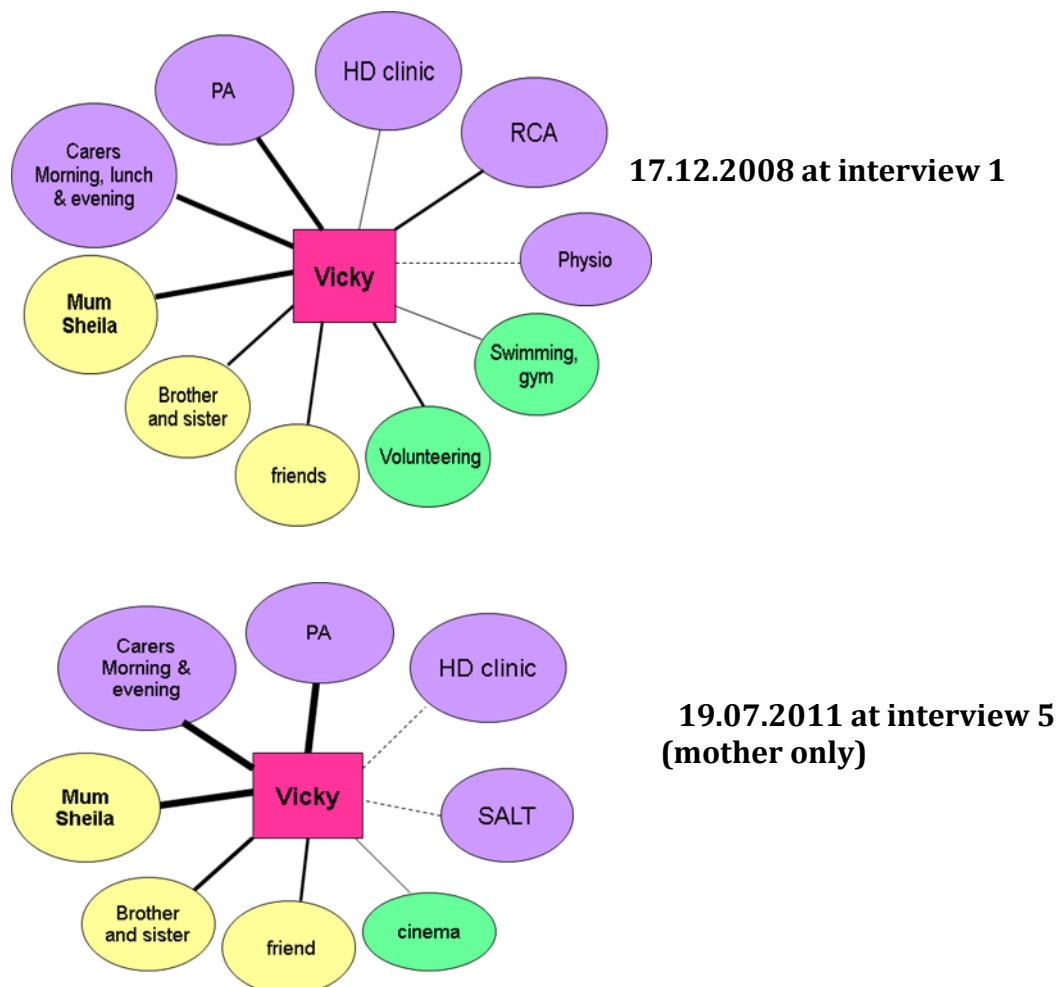 PA
HD clinic
RCA
Carers
Morning, lunch
& evening
17.12.2008 at interview 1
Physio
Vicky
Mum
Sheila
Swimming,
gym
Brother
and sister
Volunteering
friends
PA
Carers
Morning &
evening
HD clinic
19.07.2011 at interview 5
(mother only)
Vicky
Mum
Sheila
SALT
Brother
and sister
friend
cinema